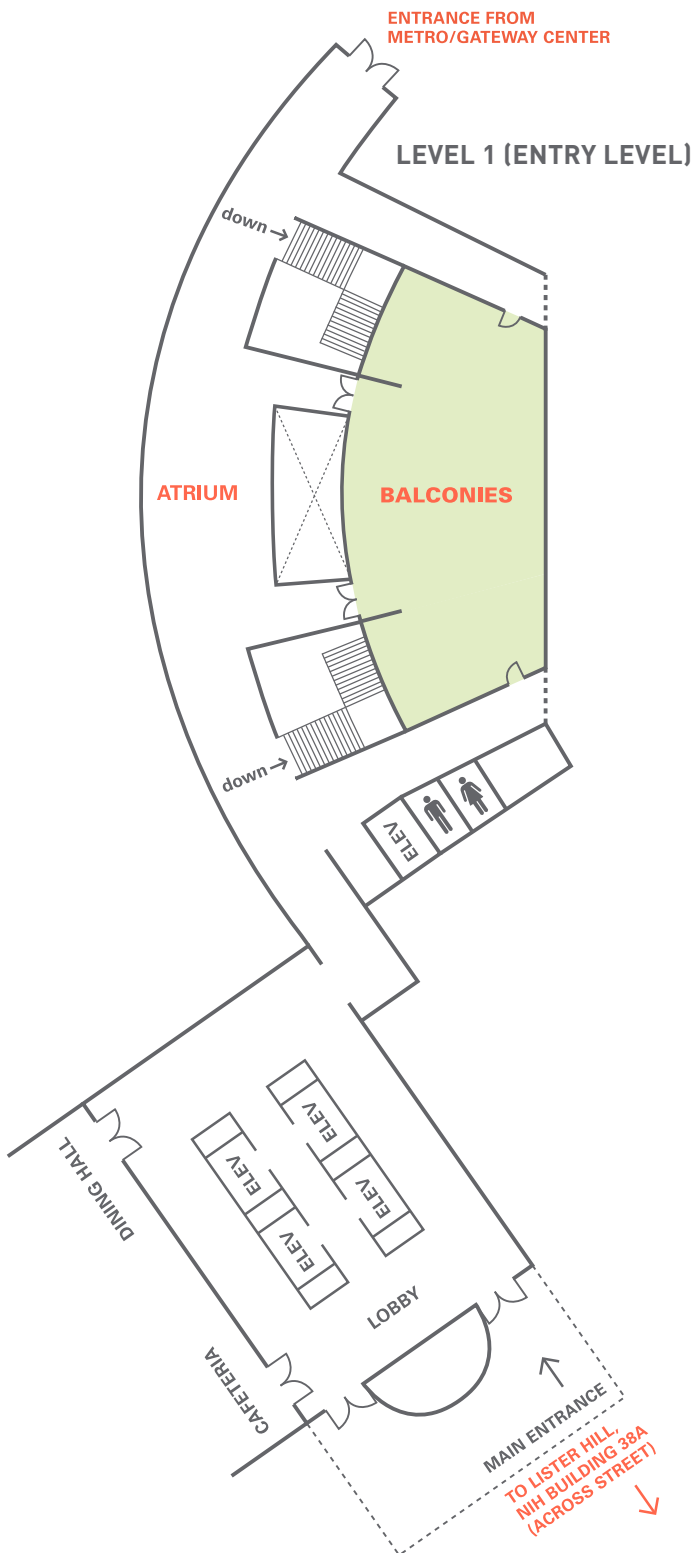 ENTRANCE FROM
METRO/GATEWAY CENTER
LEVEL 1 (ENTRY LEVEL)
down
ATRIUM
BALCONIES
down
ELEV
ELEV
ELEV
ELEV
ELEV
DINING HALL
LOBBY
CAFETERIA
MAIN ENTRANCE
TO LISTER HILL,
NIH BUILDING 38A
(ACROSS STREET)